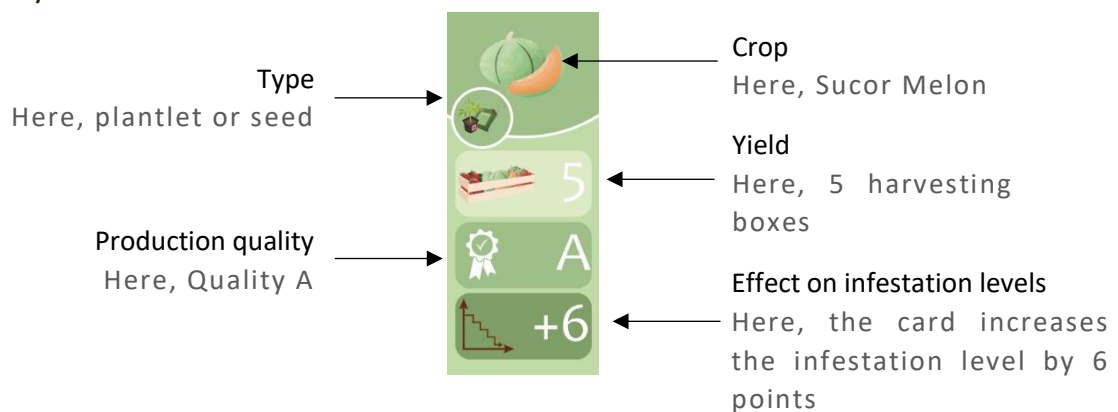 Type
Here, plantlet or seed
Production quality
Here, Quality A
5
A
+6
Crop
Here, Sucor Melon
Yield
Here, 5 harvesting
boxes
Effect on infestation levels
Here, the card increases
the infestation level by 6
points